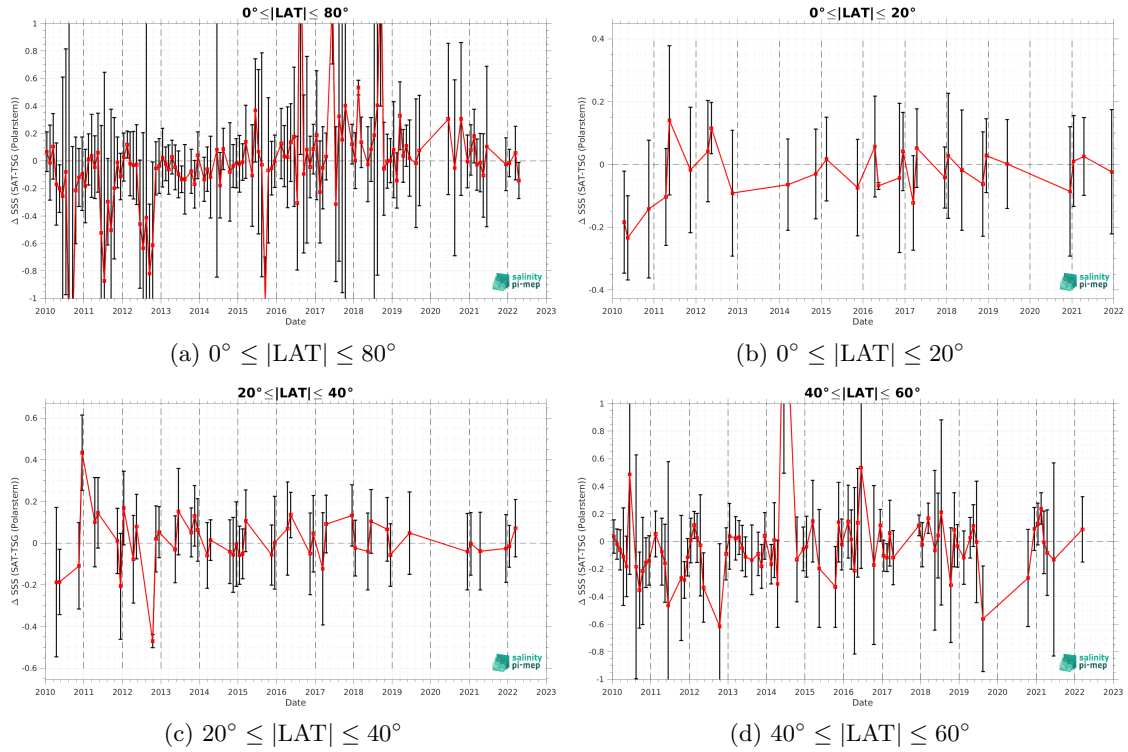 0°≤|LAT|≤ 80°
Δ SSS (SAT-TSG (Polarstern))
1
0.8
0.6
0.4
0.2
0
-0.2
-0.4
-0.6
-0.8
-1
2010 2011 2012 2013 2014 2015 2016 2017 2018 2019 2020 2021 2022 2023
Date
salinity
pi-mep
(a) 0° ≤ |LAT| ≤ 80°
0°≤|LAT|≤ 20°
Δ SSS (SAT-TSG (Polarstern))
0.4
0.2
0
-0.2
-0.4
2010 2011 2012 2013 2014 2015 2016 2017 2018 2019 2020 2021 2022
Date
salinity
pi-mep
(b) 0° ≤ |LAT| ≤ 20°
20°≤|LAT|≤ 40°
Δ SSS (SAT-TSG (Polarstern))
0.6
0.4
0.2
0
-0.2
-0.4
-0.6
2010 2011 2012 2013 2014 2015 2016 2017 2018 2019 2020 2021 2022 2023
Date
salinity
pi-mep
(c) 20° ≤ |LAT| ≤ 40°
40°≤|LAT|≤ 60°
Δ SSS (SAT-TSG (Polarstern))
1
0.8
0.6
0.4
0.2
0
-0.2
-0.4
-0.6
-0.8
-1
2010 2011 2012 2013 2014 2015 2016 2017 2018 2019 2020 2021 2022 2023
Date
salinity
pi-mep
(d) 40° ≤ |LAT| ≤ 60°